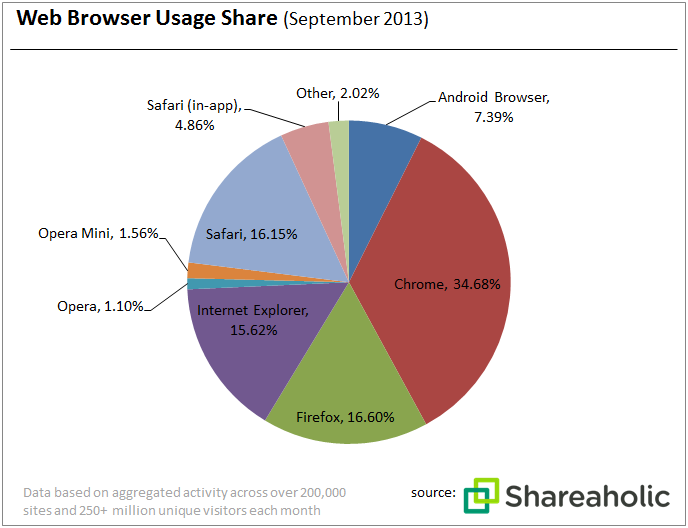 Web Browser Usage Share (September 2013)
Other, 2.02%
Android Browser,
7.39%
Safari (in-app),
4.86%
Safari, 16.15%
Opera Mini, 1.56%
Chrome, 34.68%
Opera, 1.10%
Internet Explorer,
15.62%
Firefox, 16.60%
Data based on aggregated activity across over 200,000
sites and 250+ million unique visitors each month
source:
Shareaholic